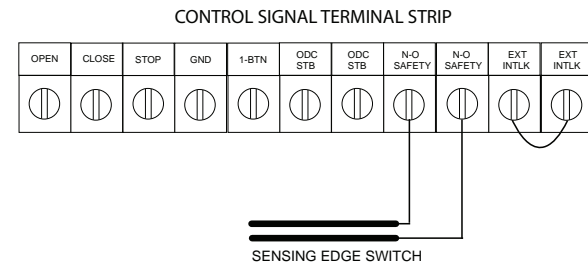 CONTROL SIGNAL TERMINAL STRIP
OPEN CLOSE STOP GND 1-BTN ODC STB ODC STB N-O SAFETY N-O SAFETY EXT INTLK EXT INTLK
SENSING EDGE SWITCH